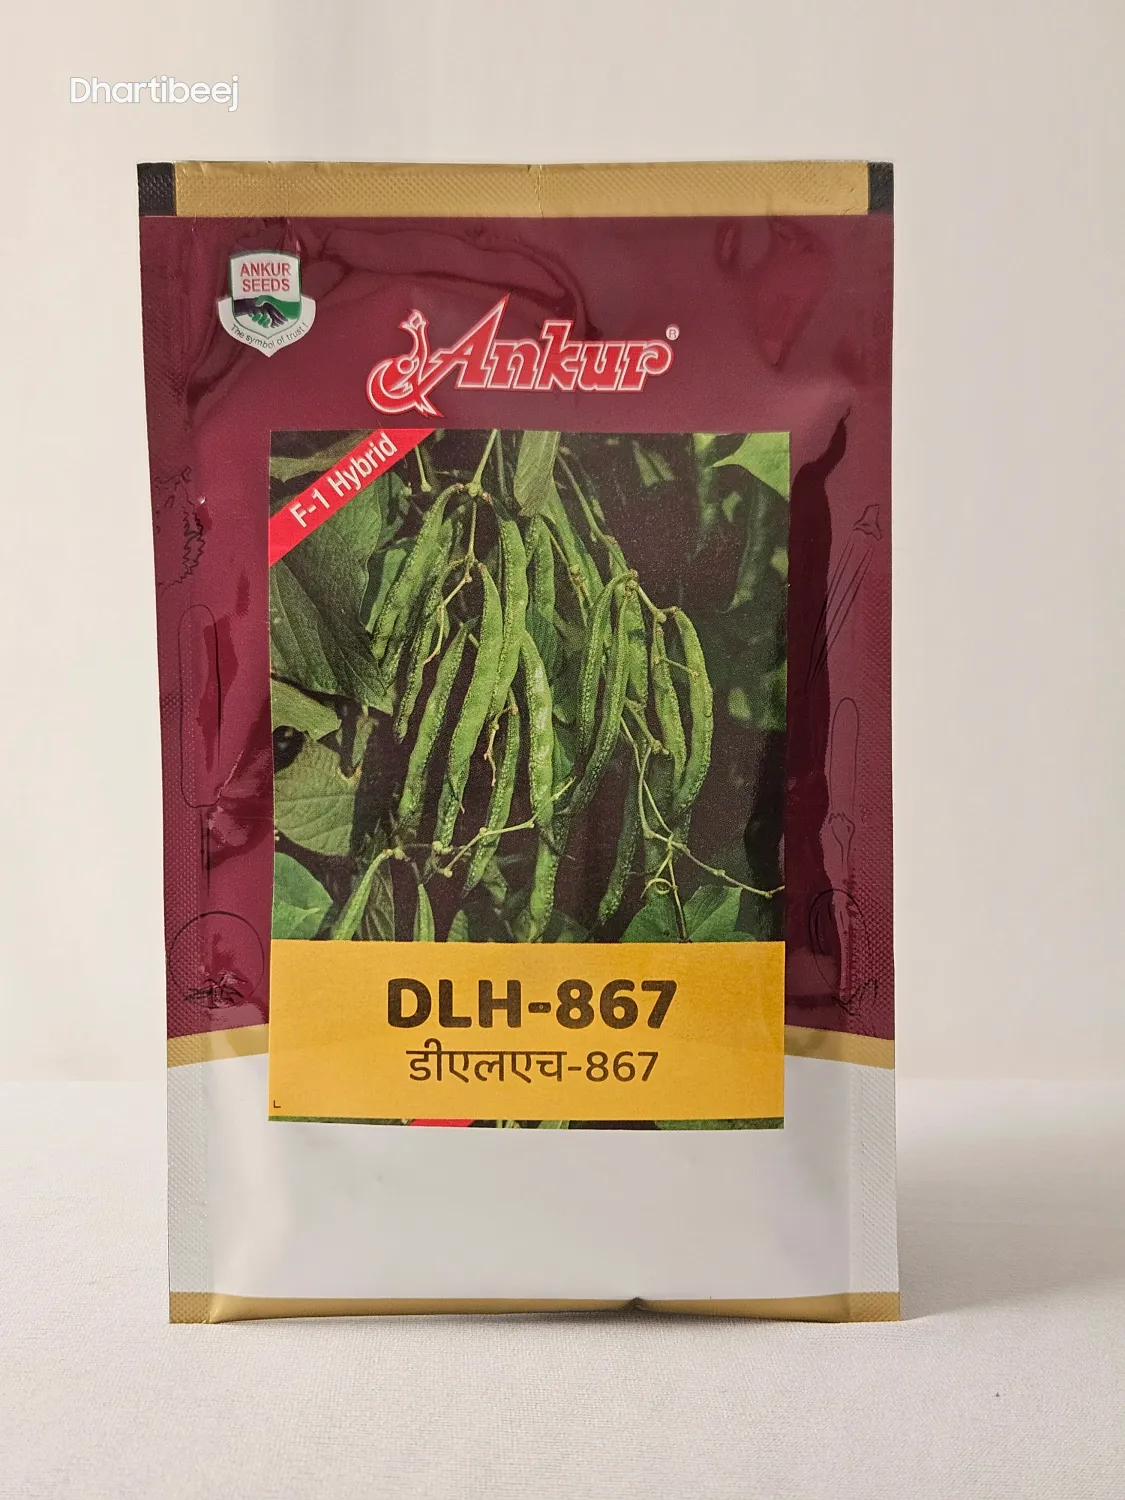 Dhartibeej
ANKUR
SEEDS
The symbol of trust !
Ankur®
F-1 Hybrid
DLH-867
डीएलएच-867
L